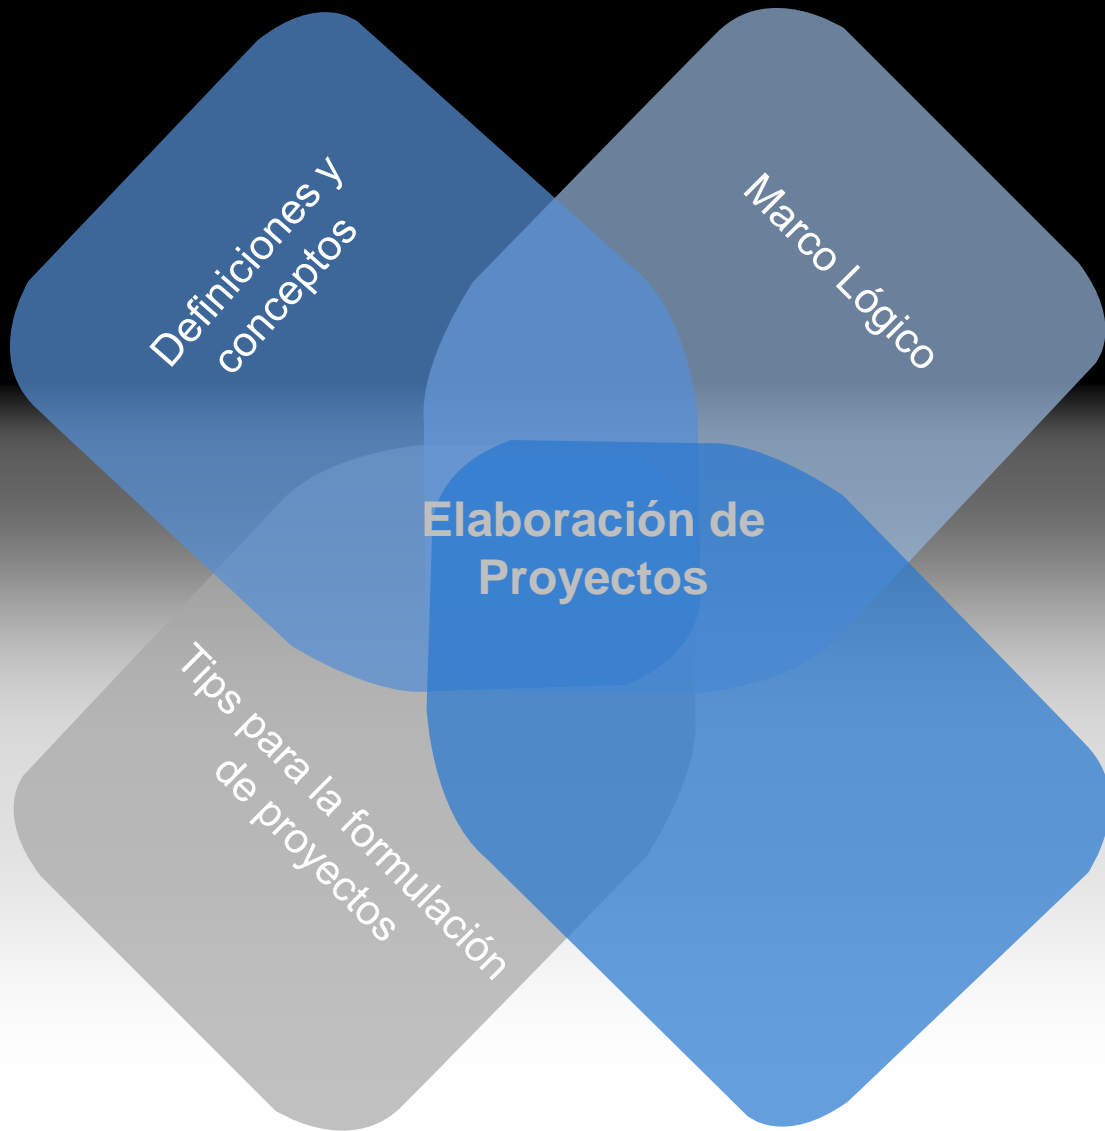 Definiciones y
conceptos
Marco Lógico
Elaboración de
Proyectos
Tips para la formulación
de proyectos